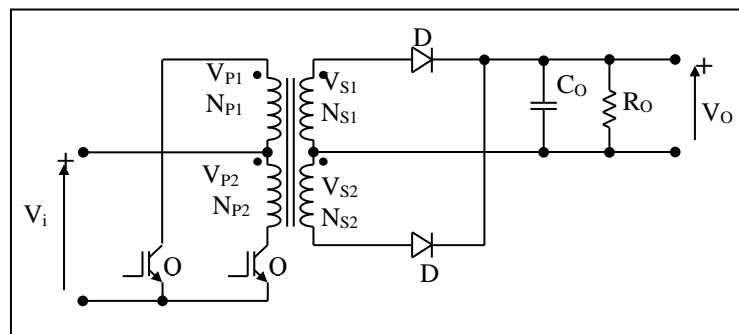 D
V_P1
N_P1
V_S1
N_S1
C_O
R_O
+
V_O
+
V_i
V_P2
N_P2
V_S2
N_S2
Q
Q
D